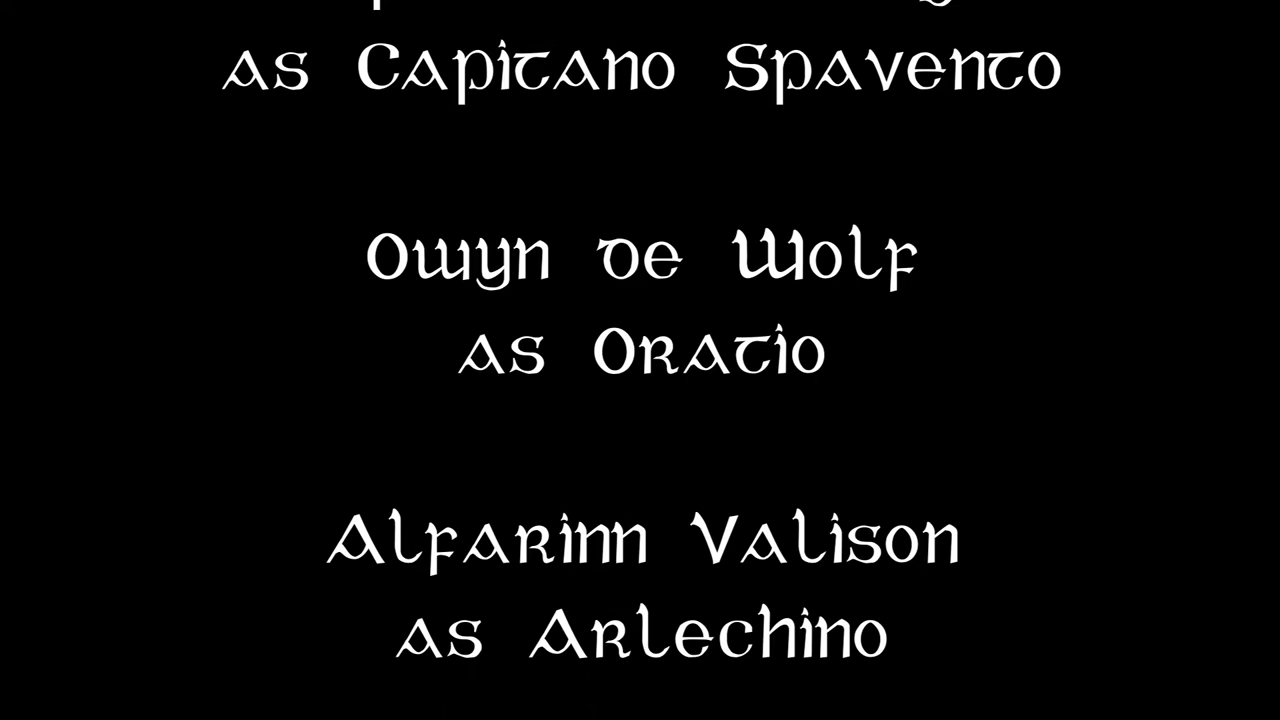 as Capitano Spavento
Owyn de Wolf
as Oratio
Alfarinn Valison
as Arlechino